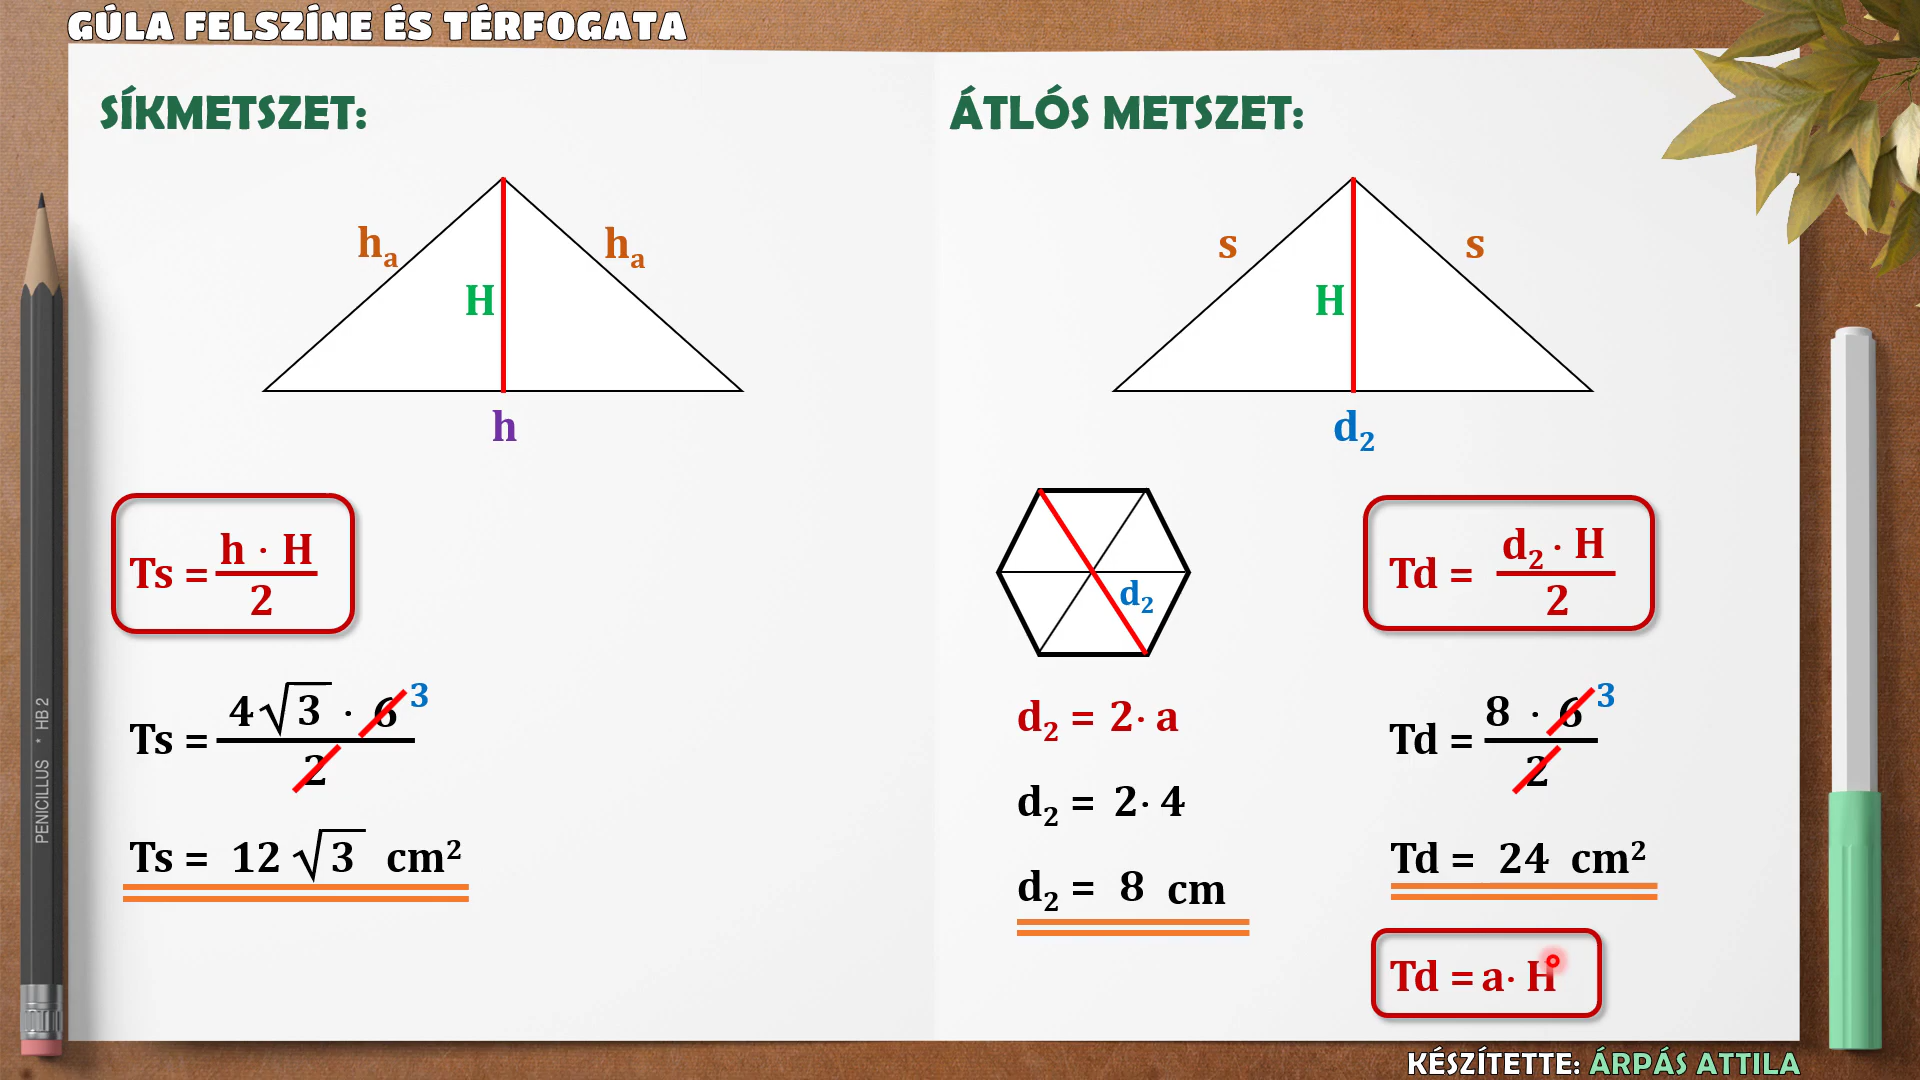 GÚLA FELSZÍNE ÉS TÉRFOGATA
SÍKMETSZET:
hₐ
hₐ
H
h
Ts = h · H / 2
Ts = 4√3 · 6 / 2
3
Ts = 12 √3 cm²
ÁTLÓS METSZET:
s
s
H
d₂
d₂
d₂ = 2 · a
d₂ = 2 · 4
d₂ = 8 cm
Td = d₂ · H / 2
Td = 8 · 6 / 2
3
Td = 24 cm²
Td = a · H
PENICILLUS * HB 2
KÉSZÍTETTE: ÁRPÁS ATTILA